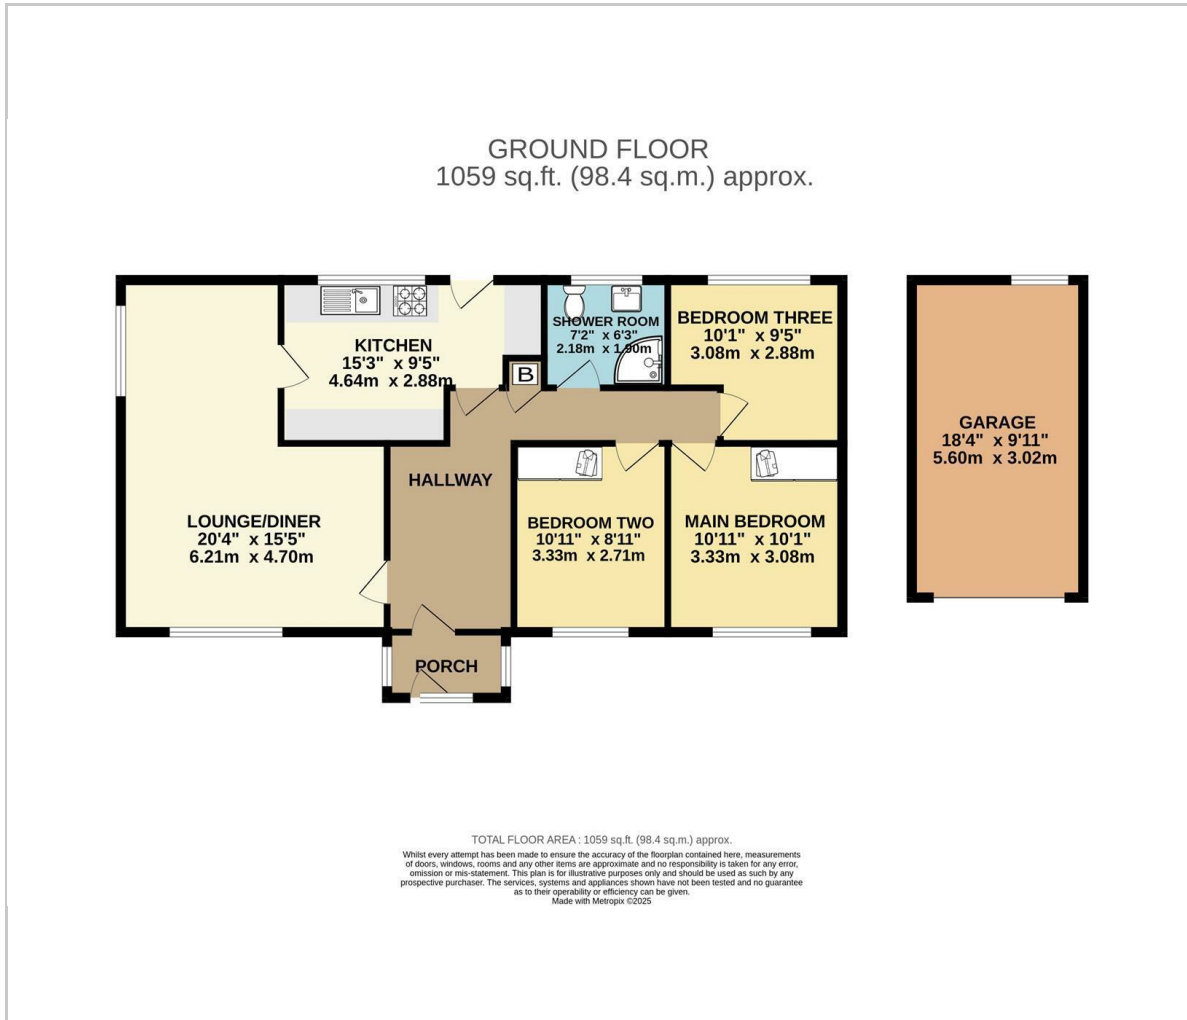 GROUND FLOOR
1059 sq.ft. (98.4 sq.m.) approx.
KITCHEN
15'3" x 9'5"
4.64m x 2.88m
SHOWER ROOM
7'2" x 6'3"
2.18m x 1.90m
BEDROOM THREE
10'1" x 9'5"
3.08m x 2.88m
B
GARAGE
18'4" x 9'11"
5.60m x 3.02m
HALLWAY
LOUNGE/DINER
20'4" x 15'5"
6.21m x 4.70m
BEDROOM TWO
10'11" x 8'11"
3.33m x 2.71m
MAIN BEDROOM
10'11" x 10'1"
3.33m x 3.08m
PORCH
TOTAL FLOOR AREA : 1059 sq.ft. (98.4 sq.m.) approx.
Whilst every attempt has been made to ensure the accuracy of the floorplan contained here, measurements
of doors, windows, rooms and any other items are approximate and no responsibility is taken for any error,
omission or mis-statement. This plan is for illustrative purposes only and should be used as such by any
prospective purchaser. The services, systems and appliances shown have not been tested and no guarantee
as to their operability or efficiency can be given.
Made with Metropix ©2025